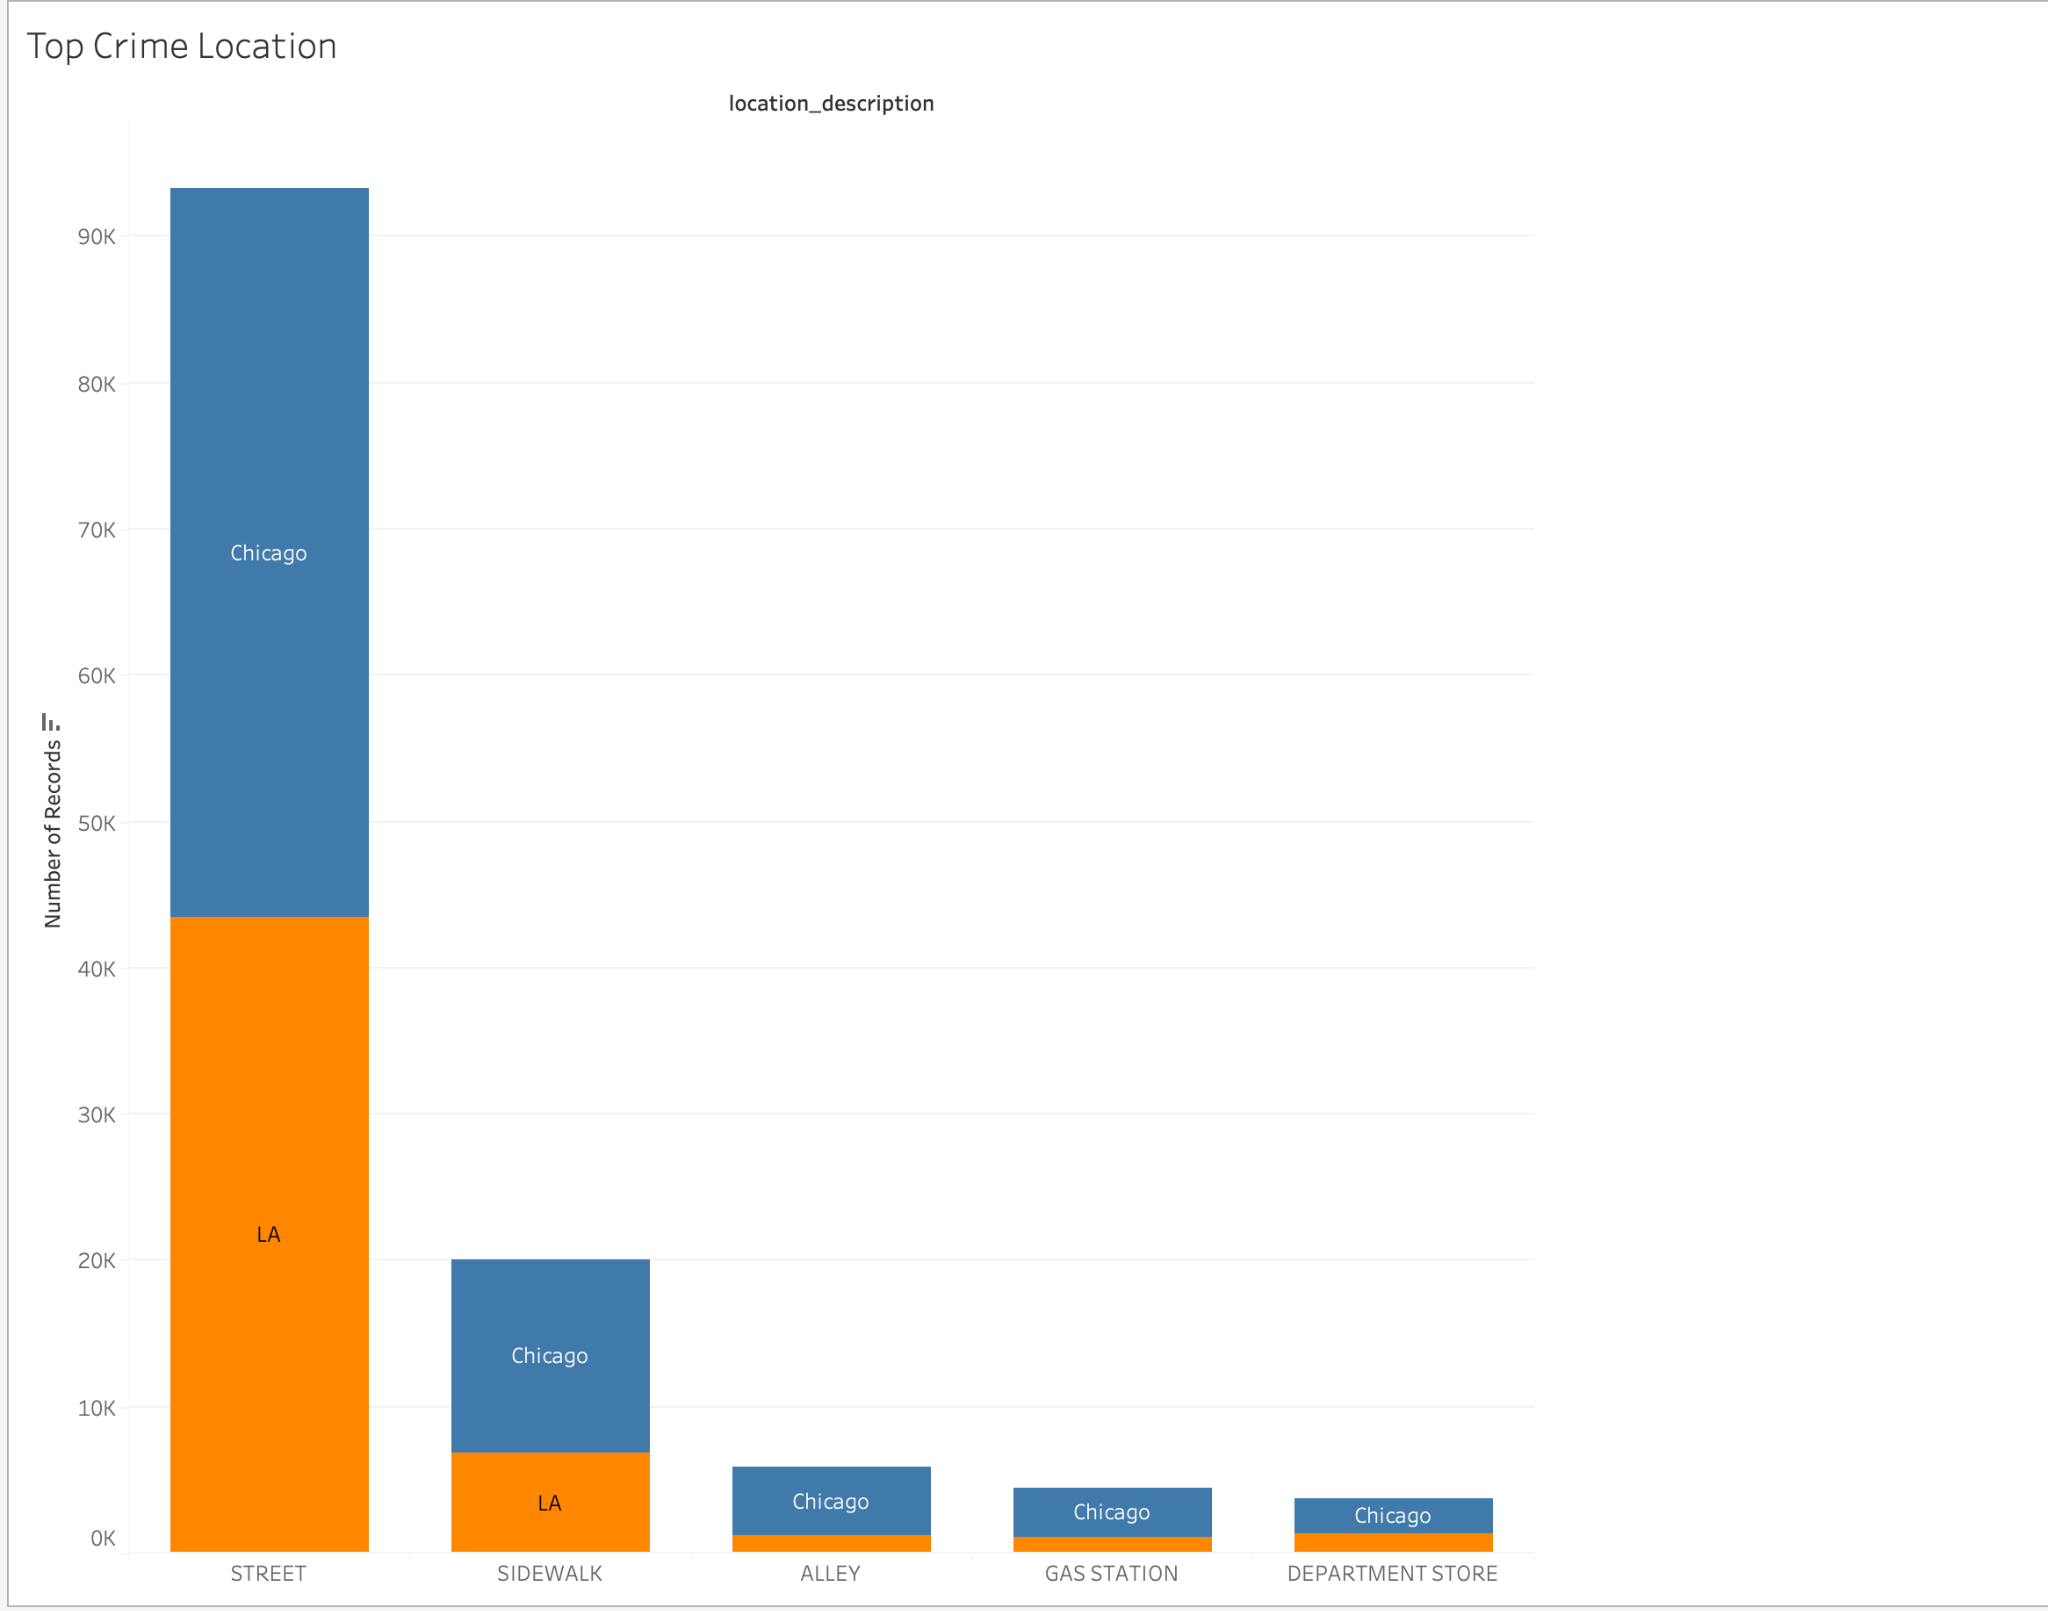 Top Crime Location
location_description
90K
80K
70K
60K
50K
40K
30K
20K
10K
0K
Number of Records
Chicago
LA
Chicago
LA
Chicago
Chicago
Chicago
STREET
SIDEWALK
ALLEY
GAS STATION
DEPARTMENT STORE